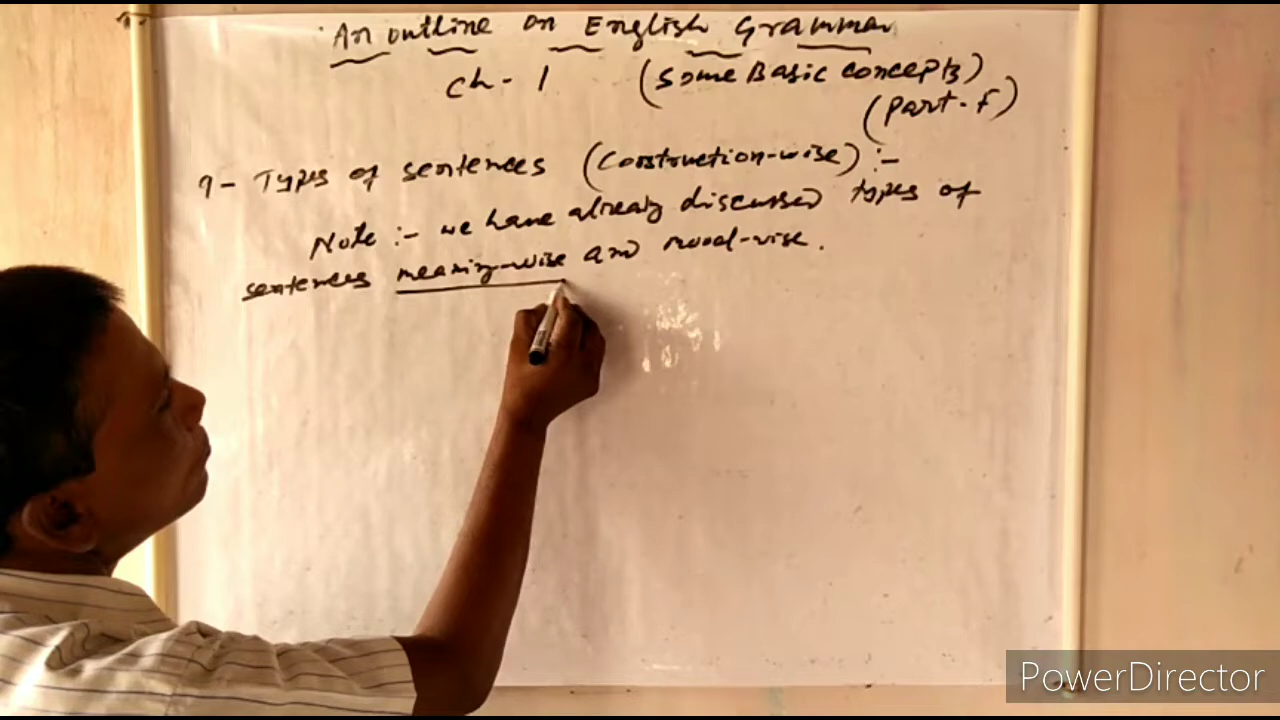 An outline on English Grammar
Ch - 1 (Some Basic concepts)
(Part - F)
9 - Types of sentences (Construction-wise) :-
Note :- we have already discussed types of
sentences meaning-wise and mood-wise.
PowerDirector